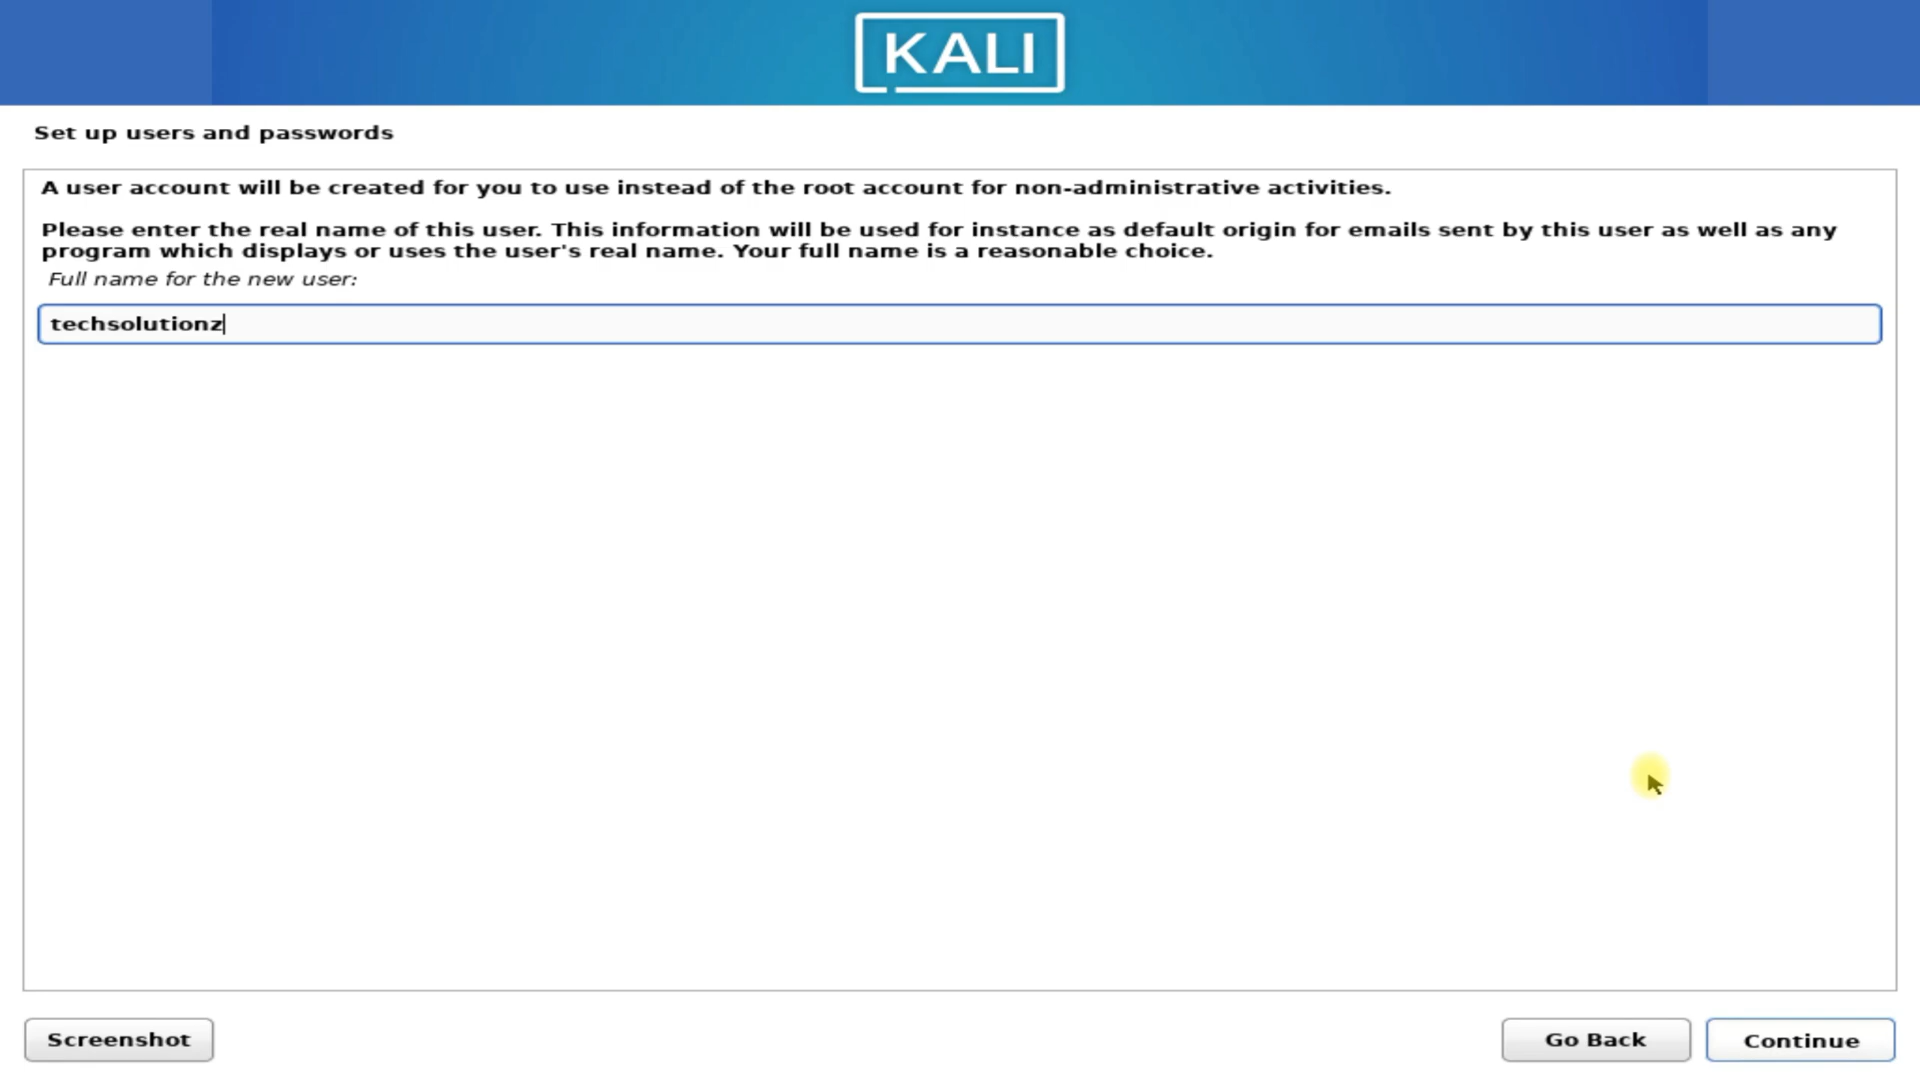 KALI
Set up users and passwords
A user account will be created for you to use instead of the root account for non-administrative activities.
Please enter the real name of this user. This information will be used for instance as default origin for emails sent by this user as well as any
program which displays or uses the user's real name. Your full name is a reasonable choice.
Full name for the new user:
techsolutionz
Screenshot
Go Back
Continue